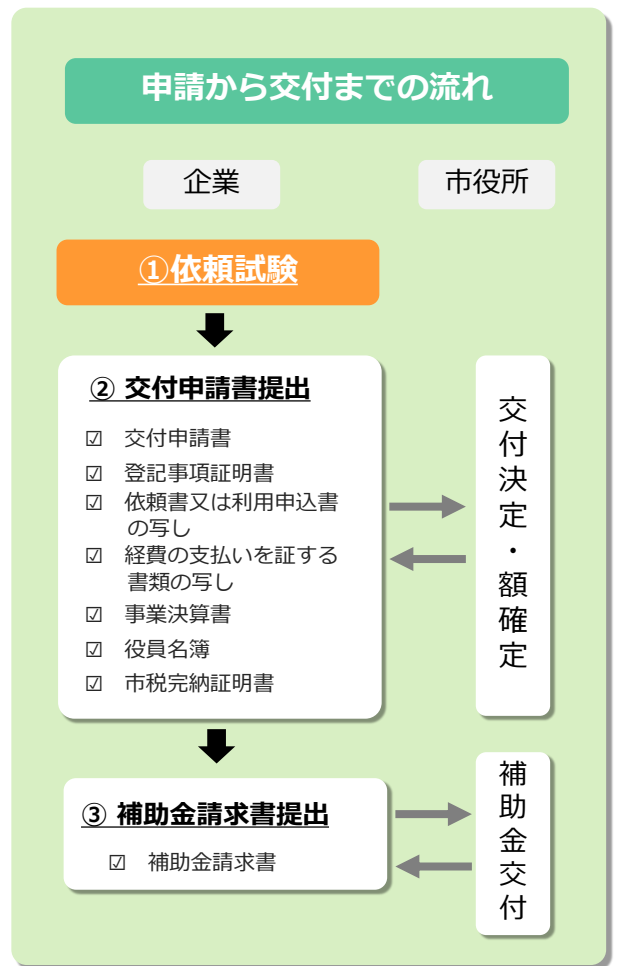 申請から交付までの流れ
企業
市役所
①依頼試験
② 交付申請書提出
☑ 交付申請書
☑ 登記事項証明書
☑ 依頼書又は利用申込書
の写し
☑ 経費の支払いを証する
書類の写し
☑ 事業決算書
☑ 役員名簿
☑ 市税完納証明書
交付決定・額確定
③ 補助金請求書提出
☑ 補助金請求書
補助金交付